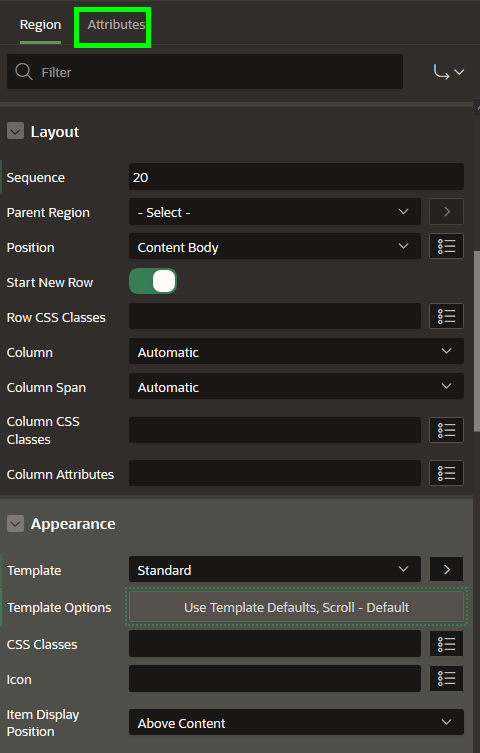 Region Attributes
Filter
Layout
Sequence 20
Parent Region - Select -
Position Content Body
Start New Row
Row CSS Classes
Column Automatic
Column Span Automatic
Column CSS
Classes
Column Attributes
Appearance
Template Standard
Template Options Use Template Defaults, Scroll - Default
CSS Classes
Icon
Item Display
Position Above Content